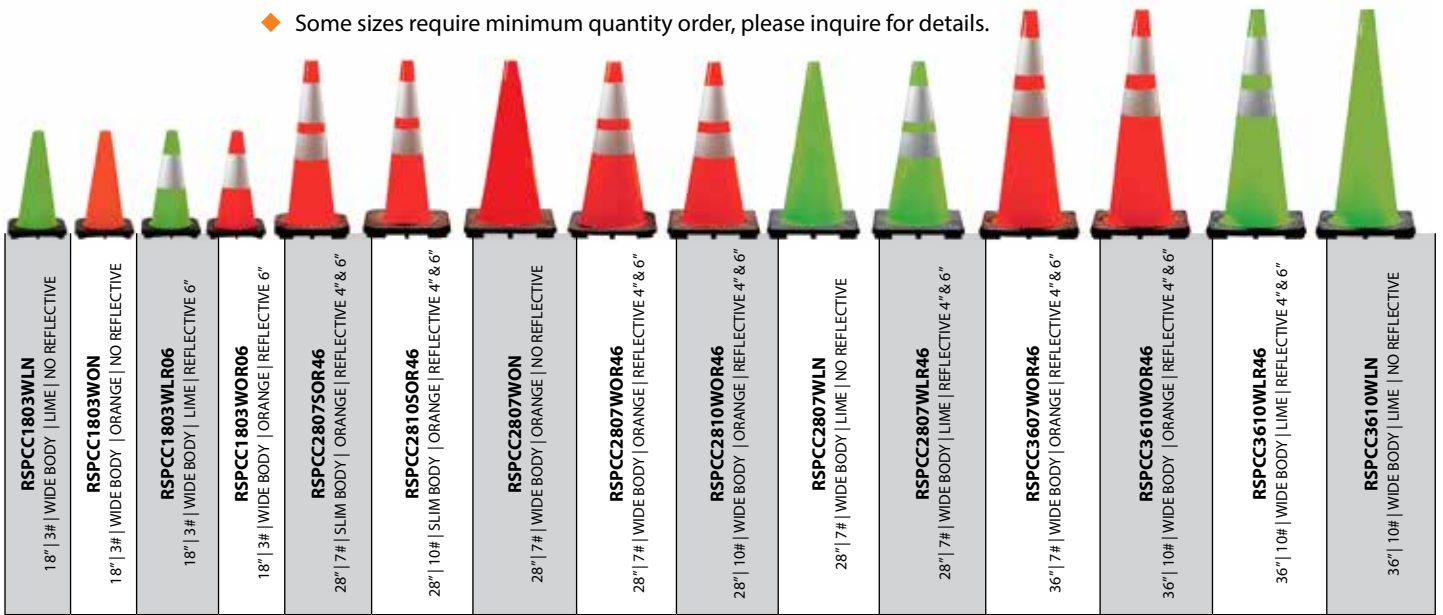 ◆ Some sizes require minimum quantity order, please inquire for details.
RSPCC1803WLN
18" | 3# | WIDE BODY | LIME | NO REFLECTIVE
RSPCC1803WON
18" | 3# | WIDE BODY | ORANGE | NO REFLECTIVE
RSPCC1803WLR06
18" | 3# | WIDE BODY | LIME | REFLECTIVE 6"
RSPCC1803WOR06
18" | 3# | WIDE BODY | ORANGE | REFLECTIVE 6"
RSPCC2807SOR46
28" | 7# | SLIM BODY | ORANGE | REFLECTIVE 4" & 6"
RSPCC2810SOR46
28" | 10# | SLIM BODY | ORANGE | REFLECTIVE 4" & 6"
RSPCC2807WON
28" | 7# | WIDE BODY | ORANGE | NO REFLECTIVE
RSPCC2807WOR46
28" | 7# | WIDE BODY | ORANGE | REFLECTIVE 4" & 6"
RSPCC2810WOR46
28" | 10# | WIDE BODY | ORANGE | REFLECTIVE 4" & 6"
RSPCC2807WLN
28" | 7# | WIDE BODY | LIME | NO REFLECTIVE
RSPCC2807WLR46
28" | 7# | WIDE BODY | LIME | REFLECTIVE 4" & 6"
RSPCC3607WOR46
36" | 7# | WIDE BODY | ORANGE | REFLECTIVE 4" & 6"
RSPCC3610WOR46
36" | 10# | WIDE BODY | ORANGE | REFLECTIVE 4" & 6"
RSPCC3610WLR46
36" | 10# | WIDE BODY | LIME | REFLECTIVE 4" & 6"
RSPCC3610WLN
36" | 10# | WIDE BODY | LIME | NO REFLECTIVE